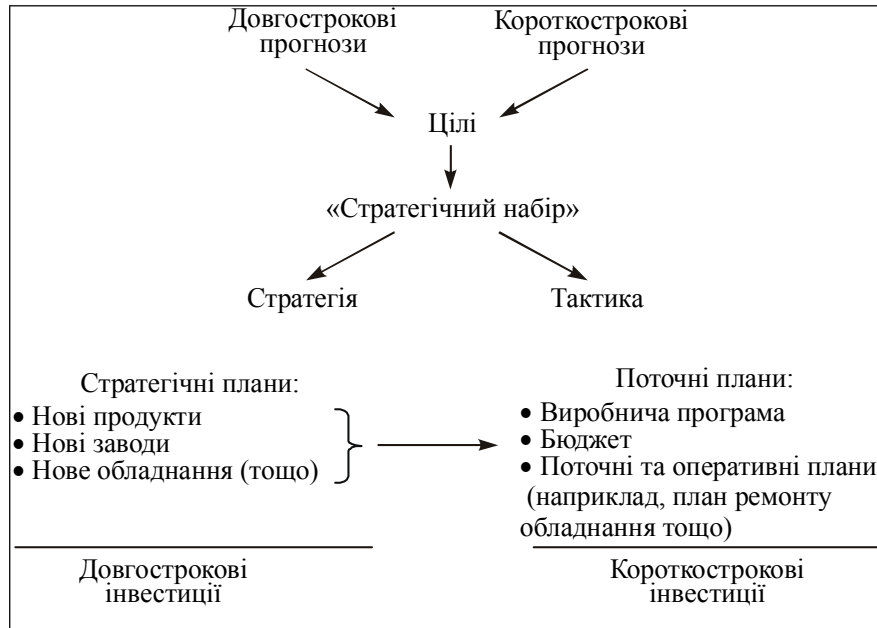 Довгострокові
прогнози
Короткострокові
прогнози
Цілі
«Стратегічний набір»
Стратегія
Тактика
Стратегічні плани:
• Нові продукти
• Нові заводи
• Нове обладнання (тощо)
Поточні плани:
• Виробнича програма
• Бюджет
• Поточні та оперативні плани
(наприклад, план ремонту
обладнання тощо)
Довгострокові
інвестиції
Короткострокові
інвестиції